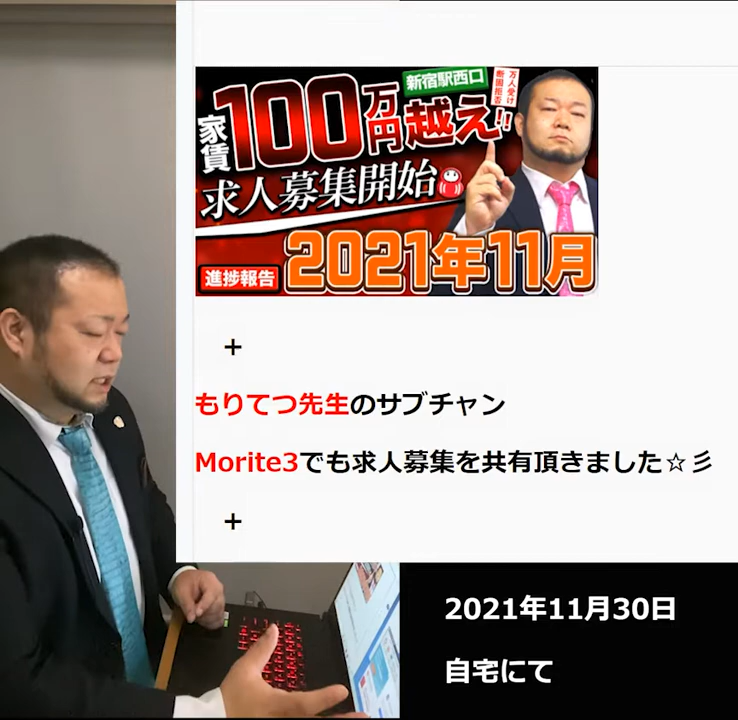 新宿駅西口
万人受け
断固拒否
家賃100万円越え!!
求人募集開始
進捗報告
2021年11月
+
もりてつ先生のサブチャン
Morite3でも求人募集を共有頂きました☆彡
+
2021年11月30日
自宅にて